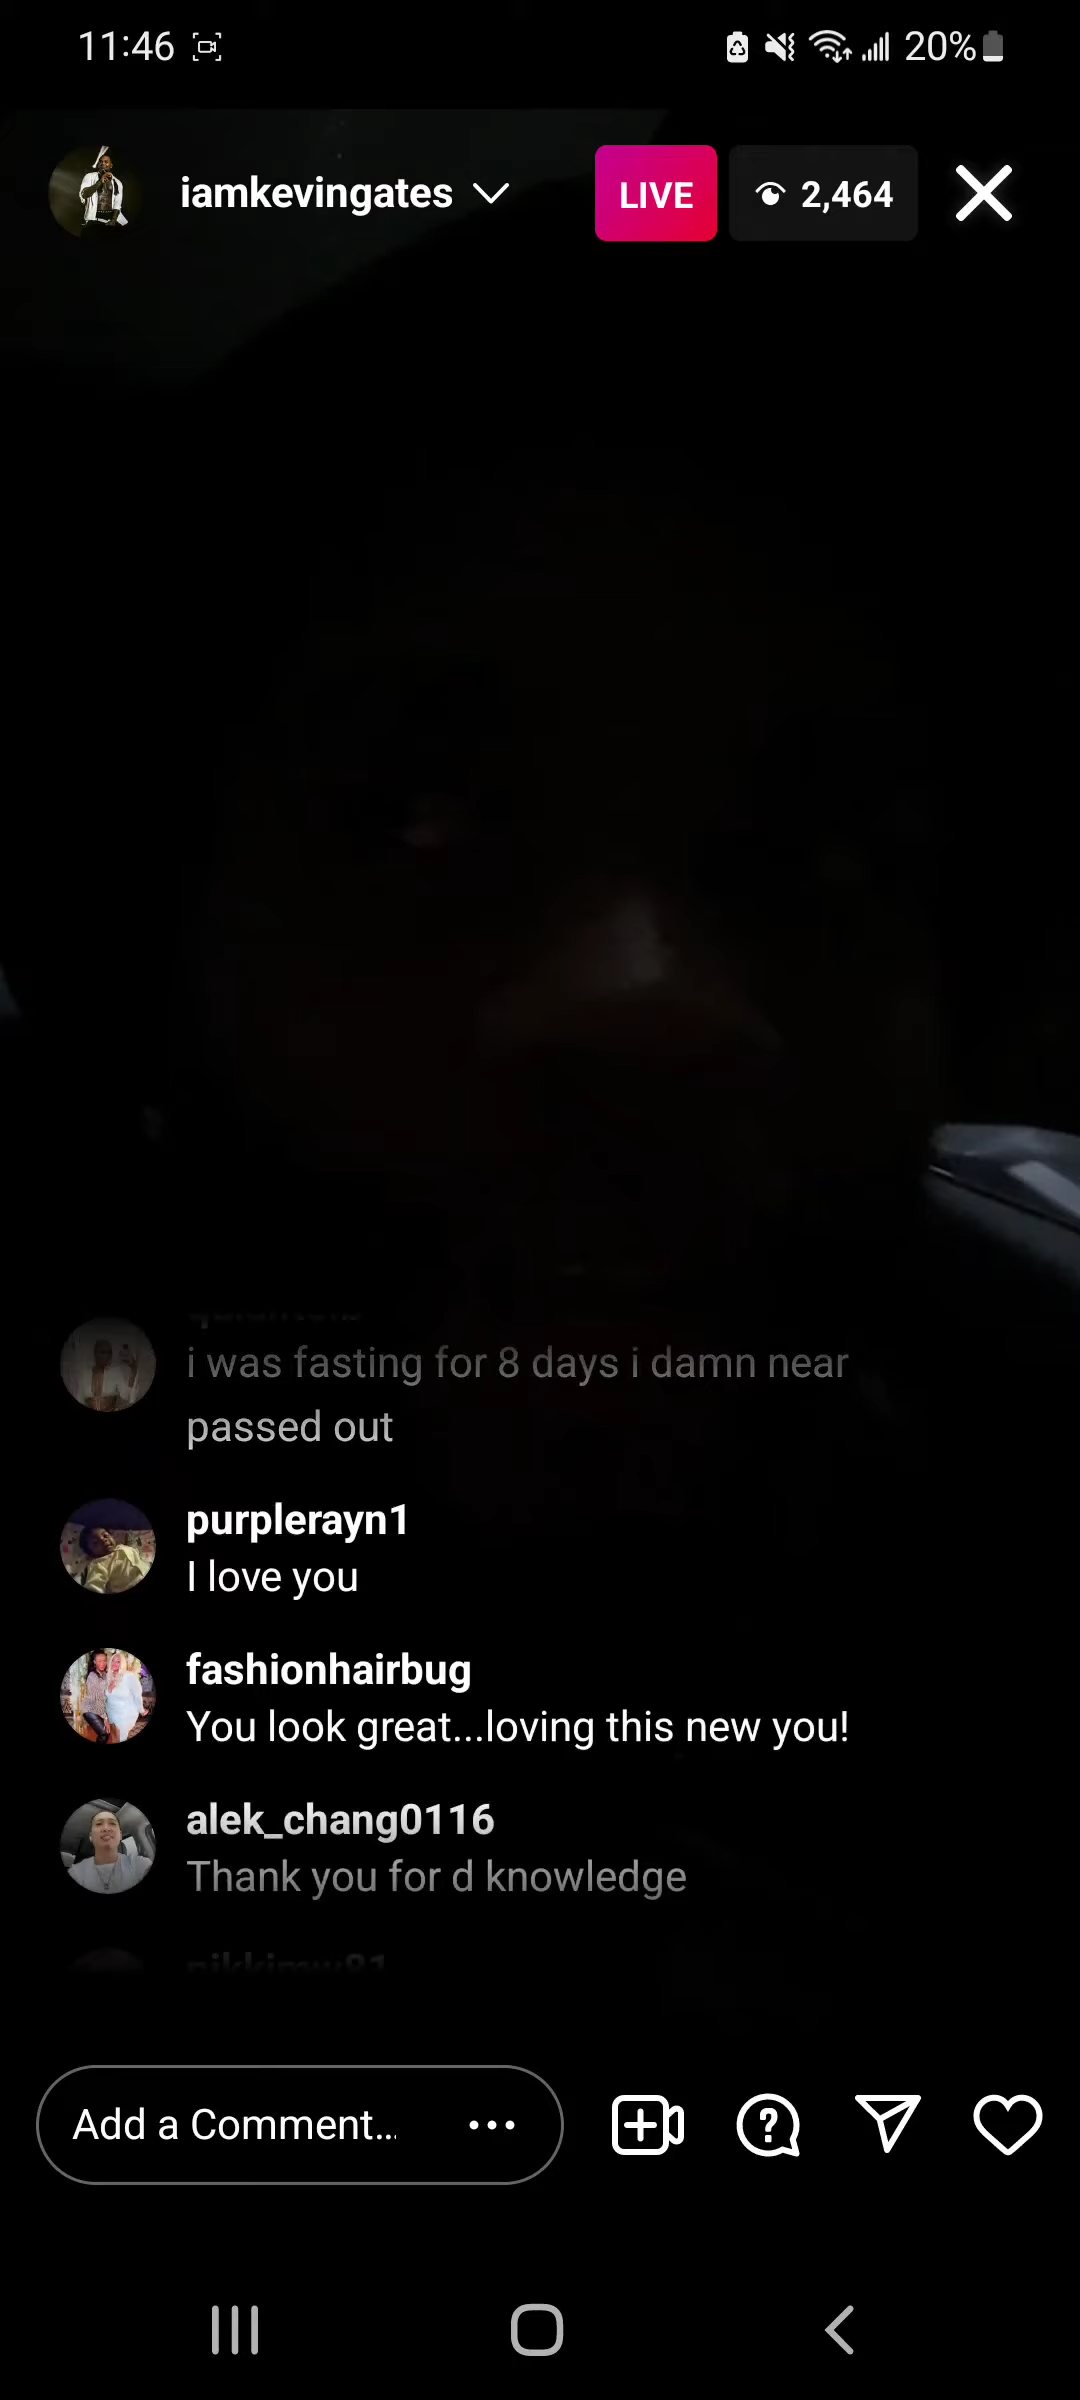 11:46 20%
iamkevingates LIVE 2,464
i was fasting for 8 days i damn near
passed out
purplerayn1
I love you
fashionhairbug
You look great...loving this new you!
alek_chang0116
Thank you for d knowledge
Add a Comment...